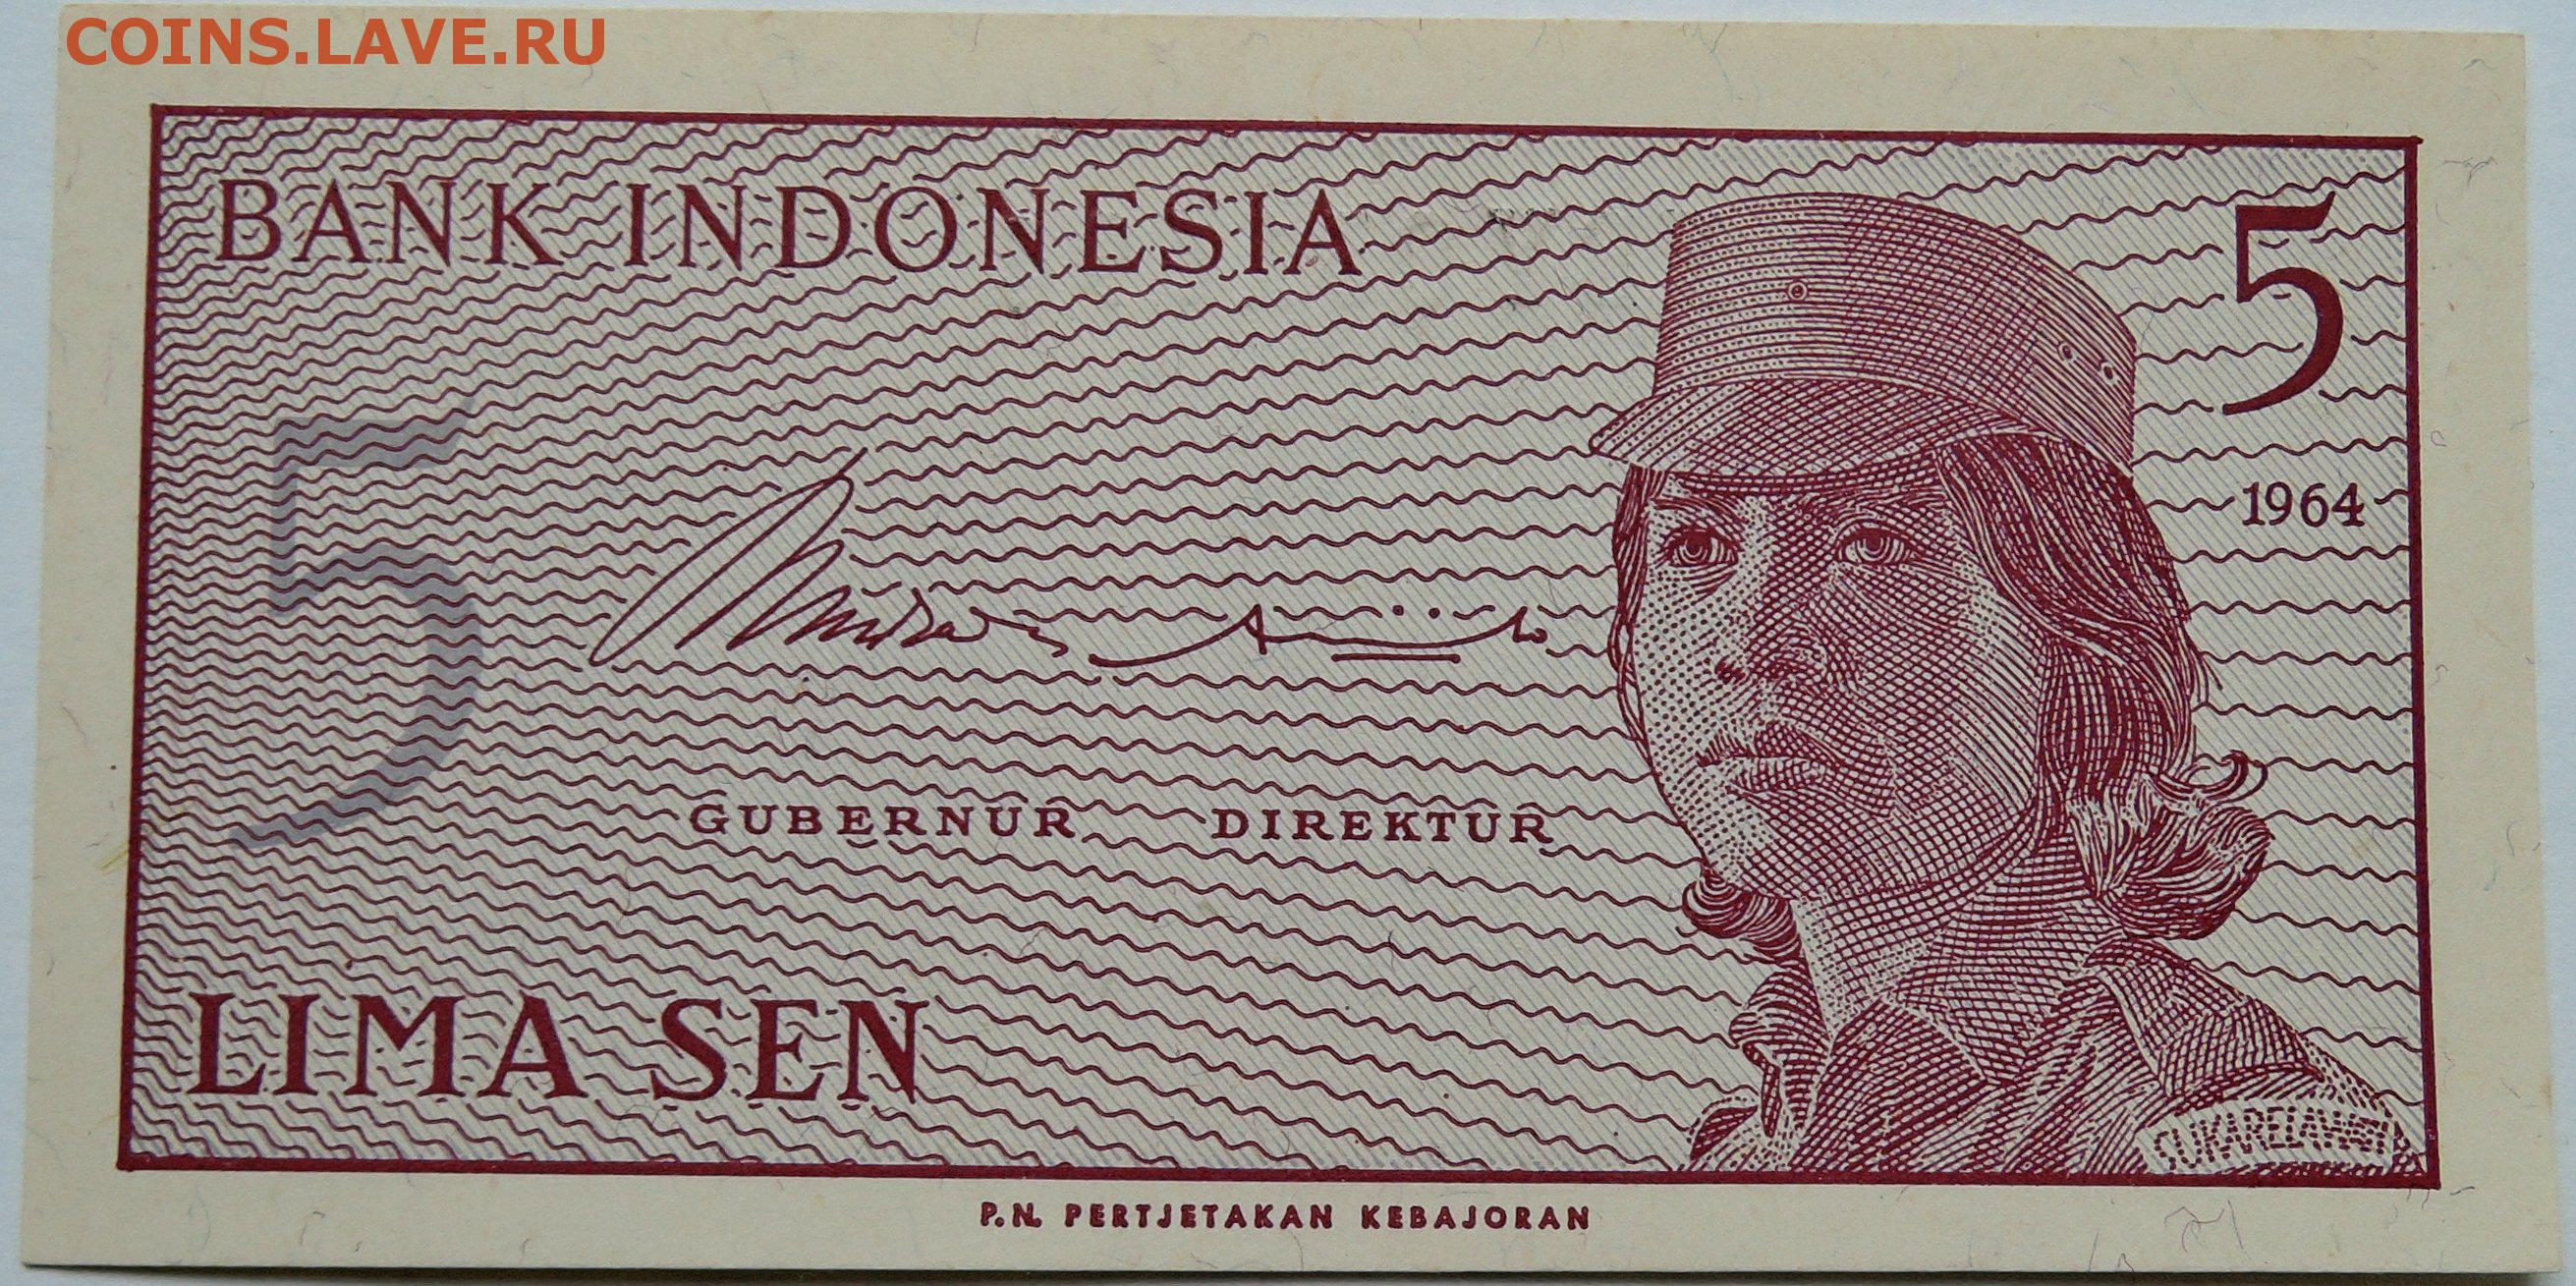 COINS.LAVE.RU
BANK INDONESIA
5
1964
5
GUBERNUR DIREKTUR
LIMA SEN
SUKARELAWATI
P.N. PERTJETAKAN KEBAJORAN